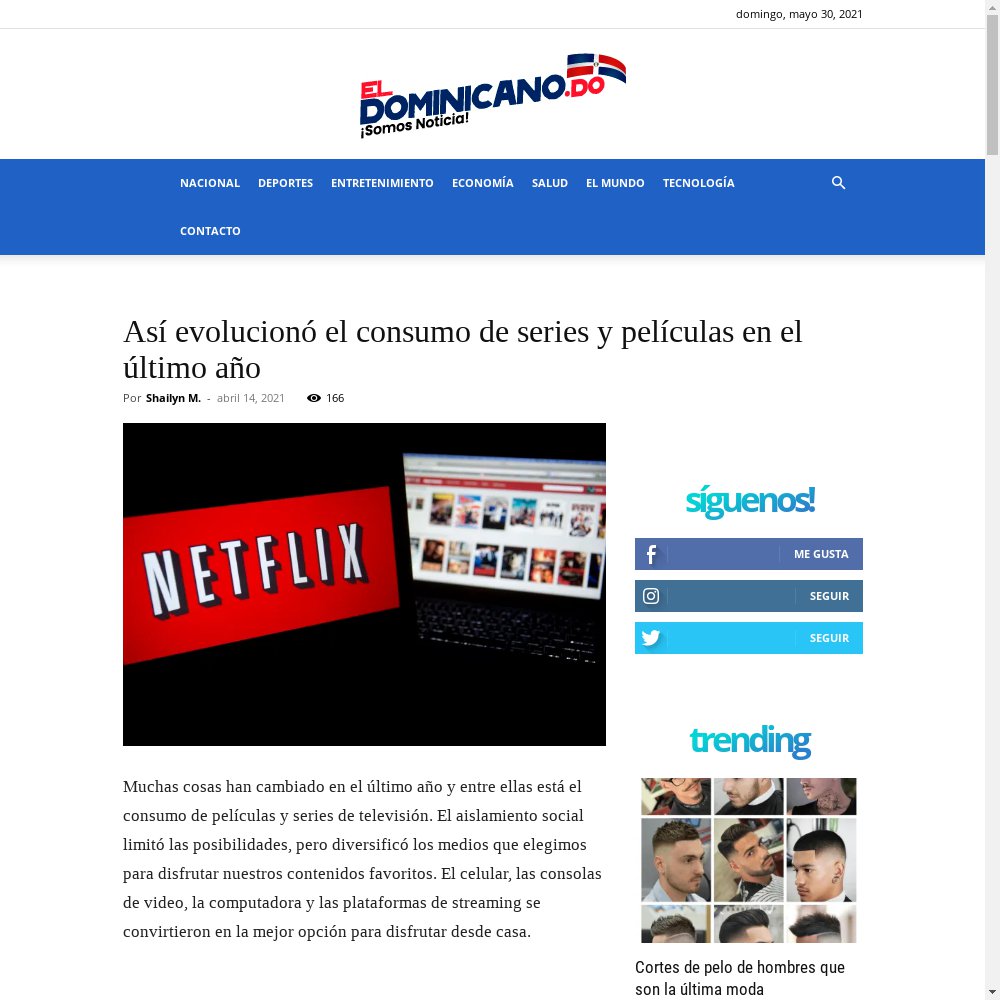 domingo, mayo 30, 2021
EL
DOMINICANO.DO
¡Somos Noticia!
NACIONAL DEPORTES ENTRETENIMIENTO ECONOMÍA SALUD EL MUNDO TECNOLOGÍA
CONTACTO
Así evolucionó el consumo de series y películas en el
último año
Por Shailyn M. - abril 14, 2021 166
NETFLIX
síguenos!
ME GUSTA
SEGUIR
SEGUIR
trending
Muchas cosas han cambiado en el último año y entre ellas está el
consumo de películas y series de televisión. El aislamiento social
limitó las posibilidades, pero diversificó los medios que elegimos
para disfrutar nuestros contenidos favoritos. El celular, las consolas
de video, la computadora y las plataformas de streaming se
convirtieron en la mejor opción para disfrutar desde casa.
Cortes de pelo de hombres que
son la última moda